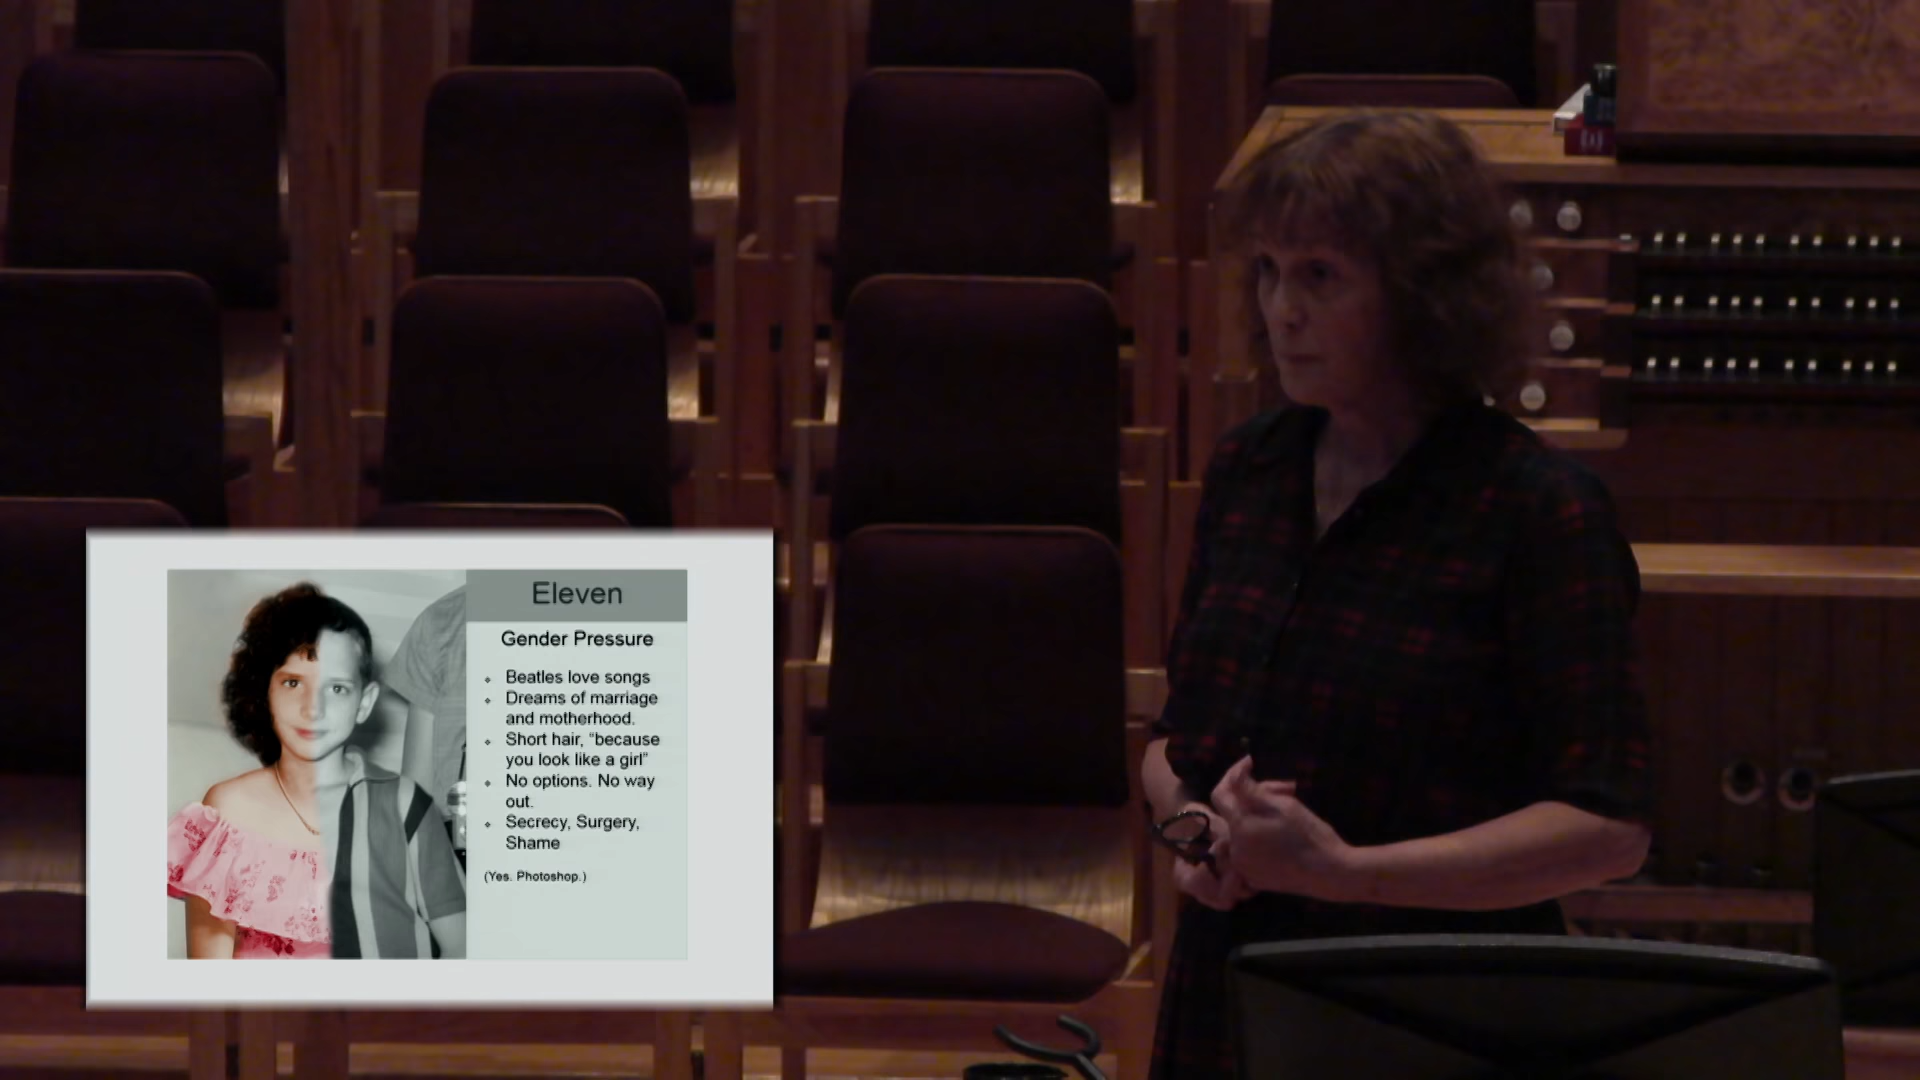 Eleven
Gender Pressure
Beatles love songs
Dreams of marriage
and motherhood.
Short hair, “because
you look like a girl”
No options. No way
out.
Secrecy, Surgery,
Shame
(Yes. Photoshop.)